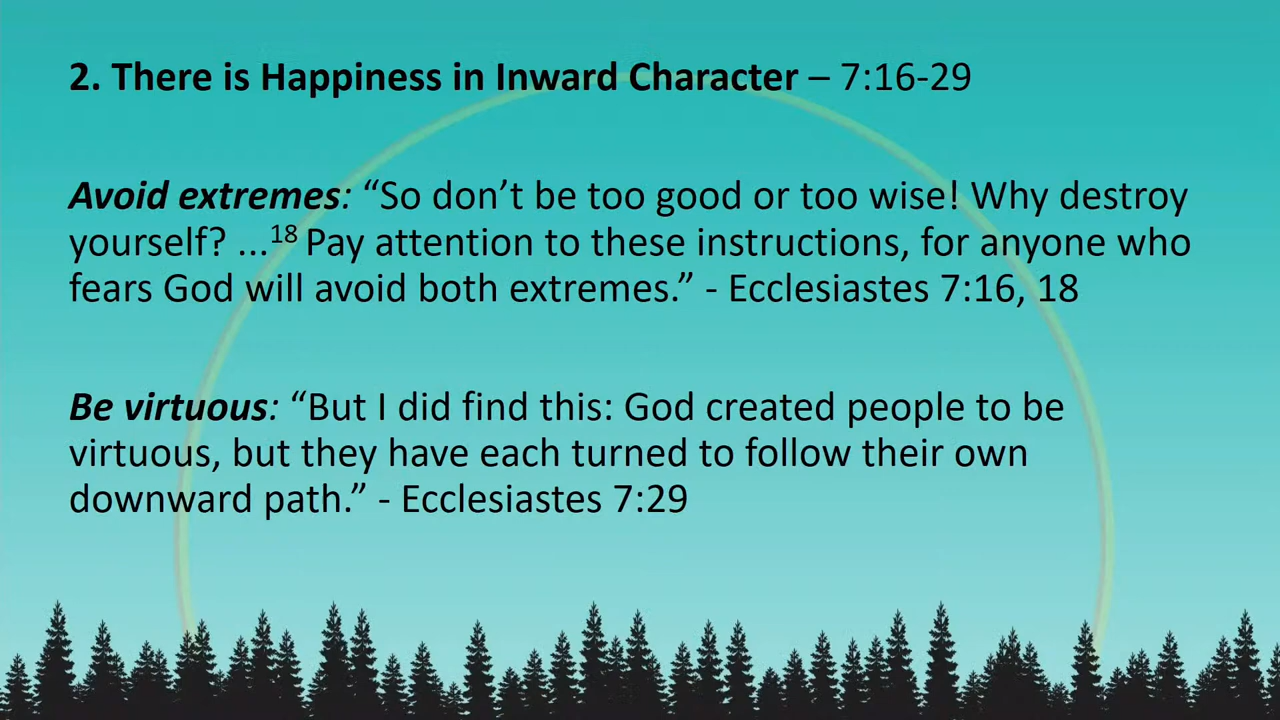 2. There is Happiness in Inward Character – 7:16-29
Avoid extremes: “So don’t be too good or too wise! Why destroy
yourself? ...18 Pay attention to these instructions, for anyone who
fears God will avoid both extremes.” - Ecclesiastes 7:16, 18
Be virtuous: “But I did find this: God created people to be
virtuous, but they have each turned to follow their own
downward path.” - Ecclesiastes 7:29